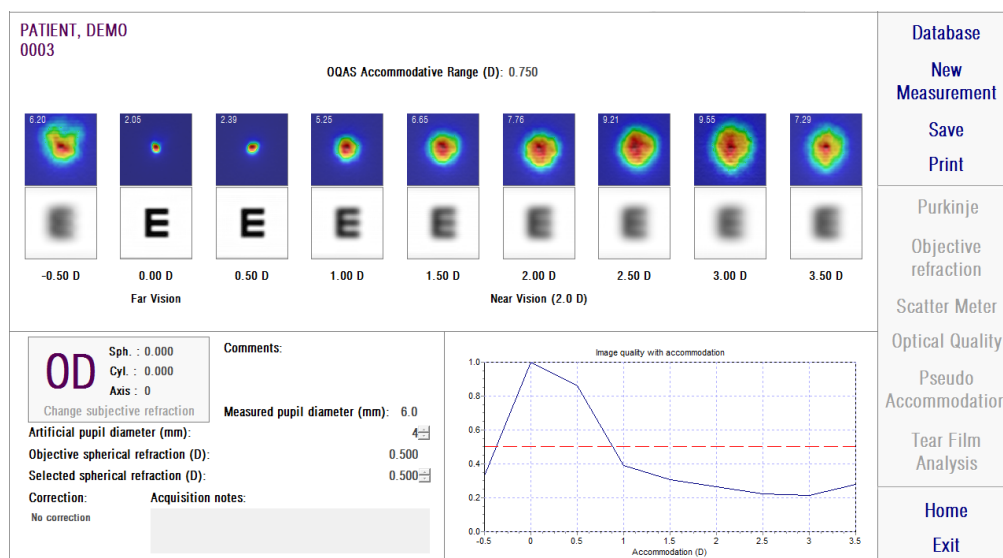 PATIENT, DEMO
0003
OQAS Accommodative Range (D): 0.750
6.20 2.05 2.39 5.25 6.65 7.76 9.21 9.55 7.29
E E E E E E E E E
-0.50 D 0.00 D 0.50 D 1.00 D 1.50 D 2.00 D 2.50 D 3.00 D 3.50 D
Far Vision Near Vision (2.0 D)
OD
Sph. : 0.000
Cyl. : 0.000
Axis : 0
Change subjective refraction
Comments:
Measured pupil diameter (mm): 6.0
Artificial pupil diameter (mm): 4
Objective spherical refraction (D): 0.500
Selected spherical refraction (D): 0.500
Correction: Acquisition notes:
No correction
Image quality with accommodation
1.0
0.8
0.6
0.4
0.2
0.0
-0.5 0 0.5 1 1.5 2 2.5 3 3.5
Accommodation (D)
Database
New
Measurement
Save
Print
Purkinje
Objective
refraction
Scatter Meter
Optical Quality
Pseudo
Accommodation
Tear Film
Analysis
Home
Exit